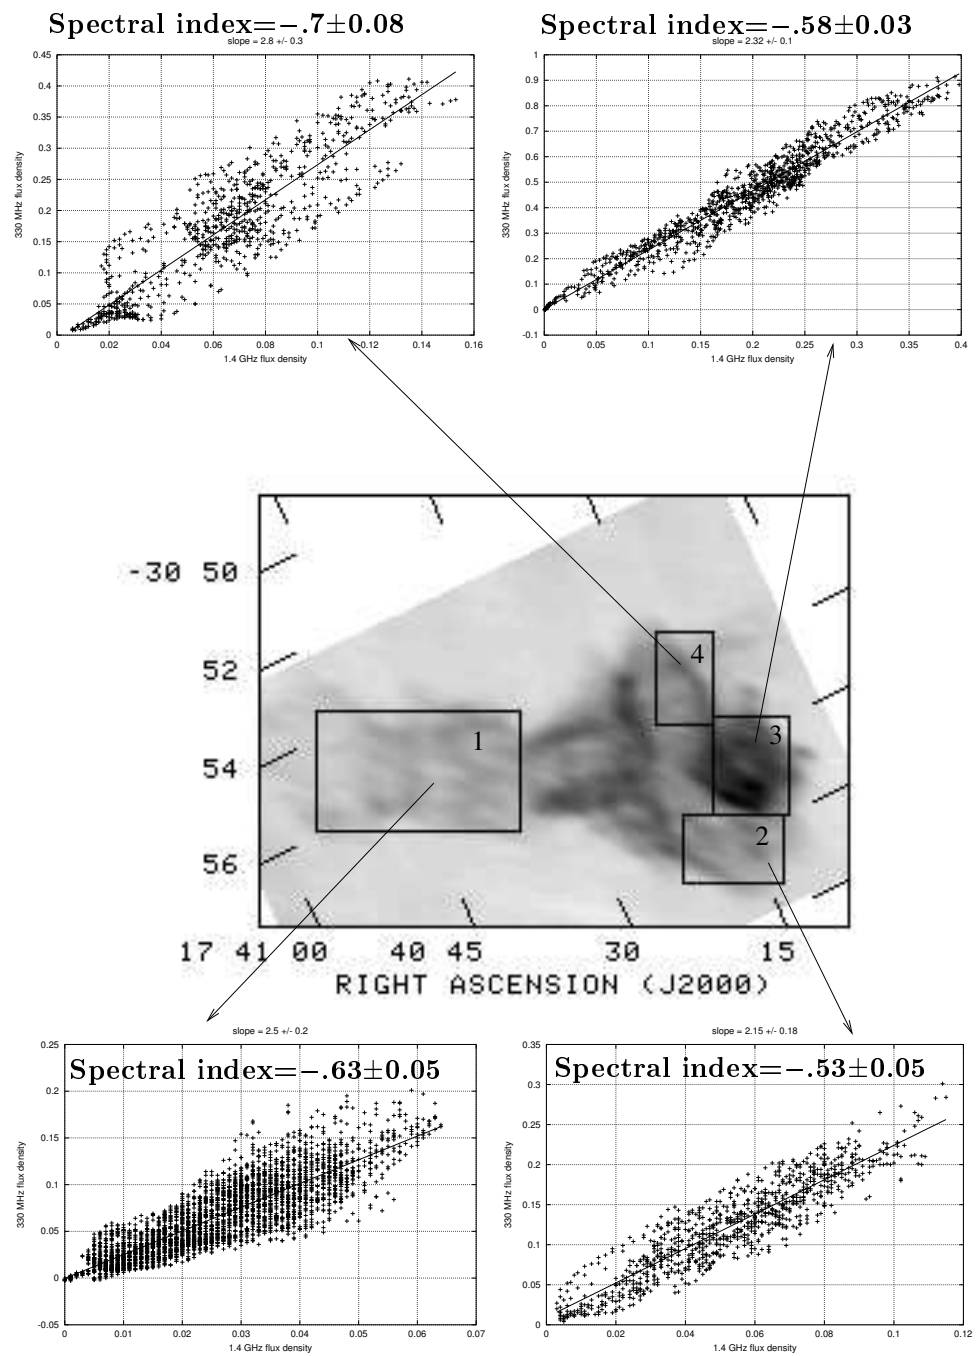 Spectral index=−.7±0.08
slope = 2.8 +/- 0.3
0.45
0.4
0.35
0.3
0.25
0.2
0.15
0.1
0.05
0
330 MHz flux density
0 0.02 0.04 0.06 0.08 0.1 0.12 0.14 0.16
1.4 GHz flux density
Spectral index=−.58±0.03
slope = 2.32 +/- 0.1
1
0.9
0.8
0.7
0.6
0.5
0.4
0.3
0.2
0.1
0
-0.1
330 MHz flux density
0 0.05 0.1 0.15 0.2 0.25 0.3 0.35 0.4
1.4 GHz flux density
-30 50
52
54
56
4
3
1
2
17 41 00 40 45 30 15
RIGHT ASCENSION (J2000)
slope = 2.5 +/- 0.2
Spectral index=−.63±0.05
0.25
0.2
0.15
0.1
0.05
0
-0.05
330 MHz flux density
0 0.01 0.02 0.03 0.04 0.05 0.06 0.07
1.4 GHz flux density
slope = 2.15 +/- 0.18
Spectral index=−.53±0.05
0.35
0.3
0.25
0.2
0.15
0.1
0.05
0
330 MHz flux density
0 0.02 0.04 0.06 0.08 0.1 0.12
1.4 GHz flux density